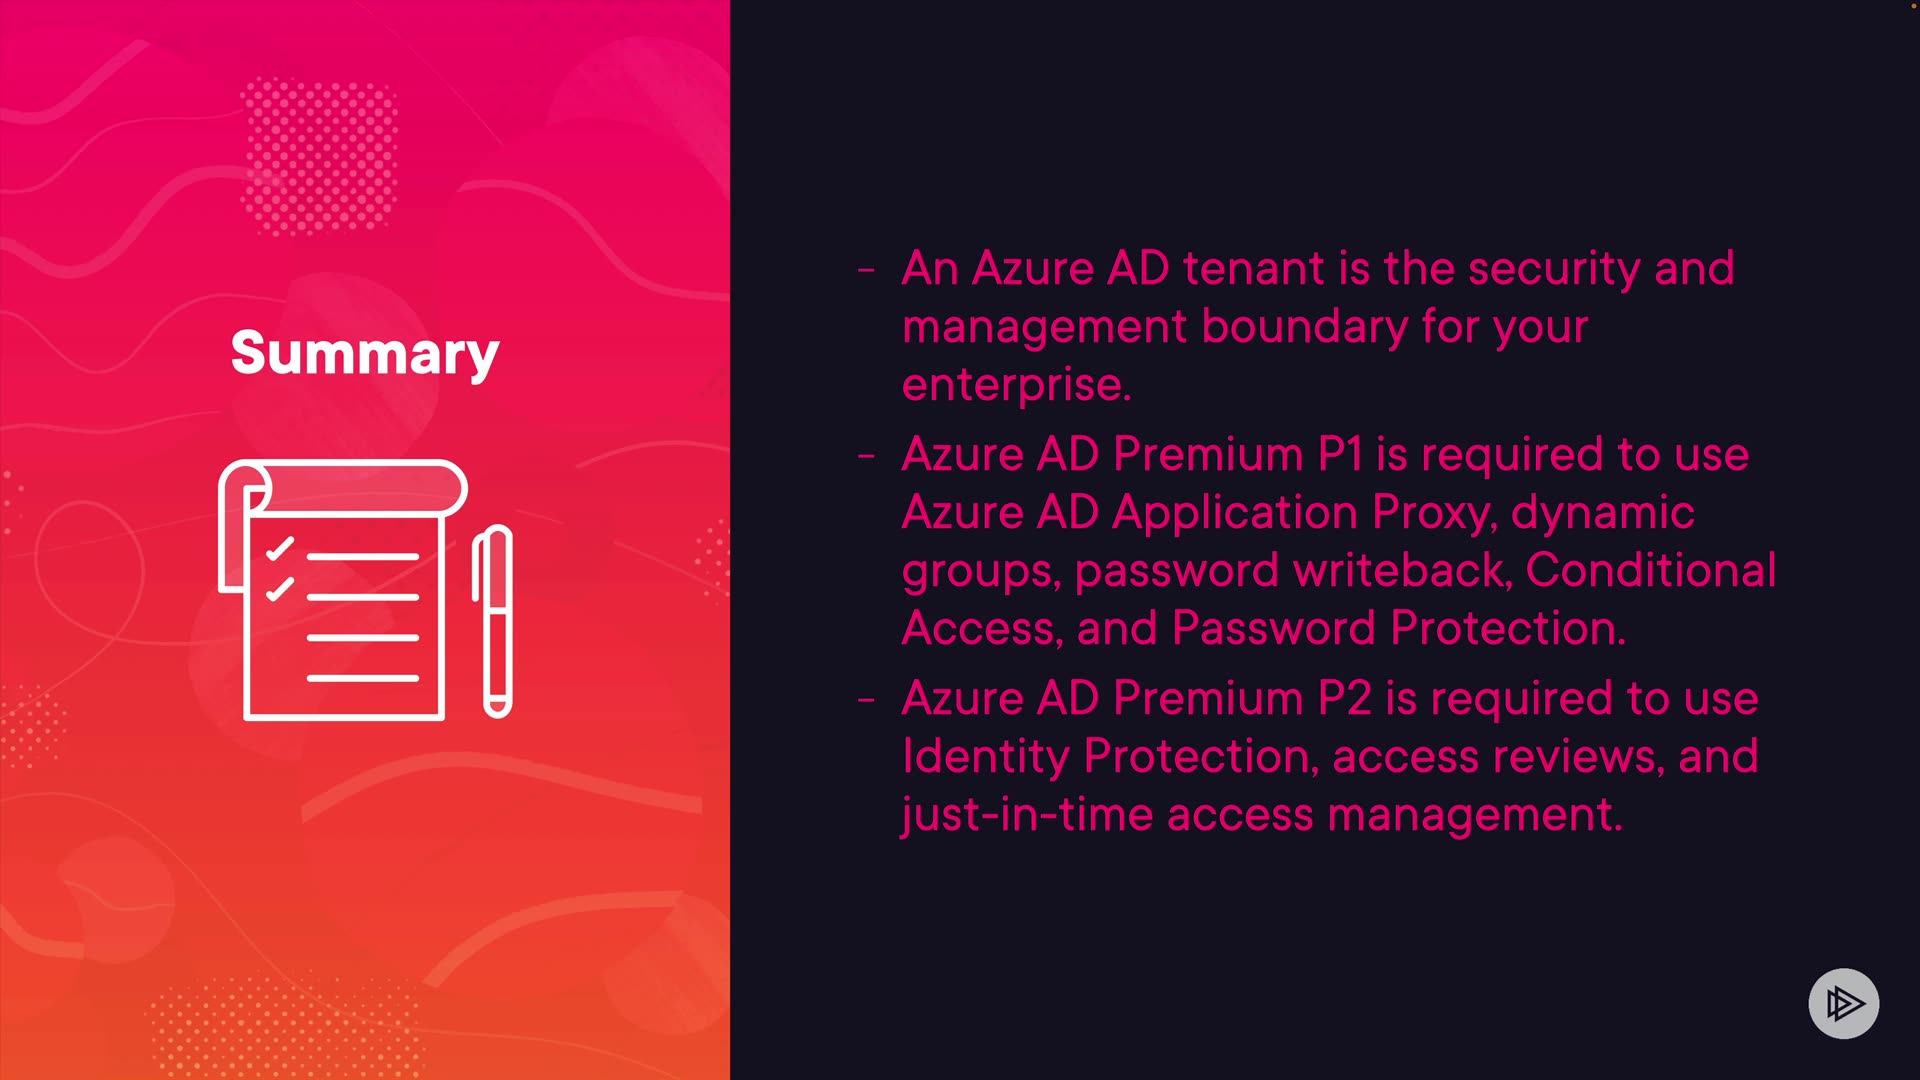 Summary
- An Azure AD tenant is the security and
management boundary for your
enterprise.
- Azure AD Premium P1 is required to use
Azure AD Application Proxy, dynamic
groups, password writeback, Conditional
Access, and Password Protection.
- Azure AD Premium P2 is required to use
Identity Protection, access reviews, and
just-in-time access management.